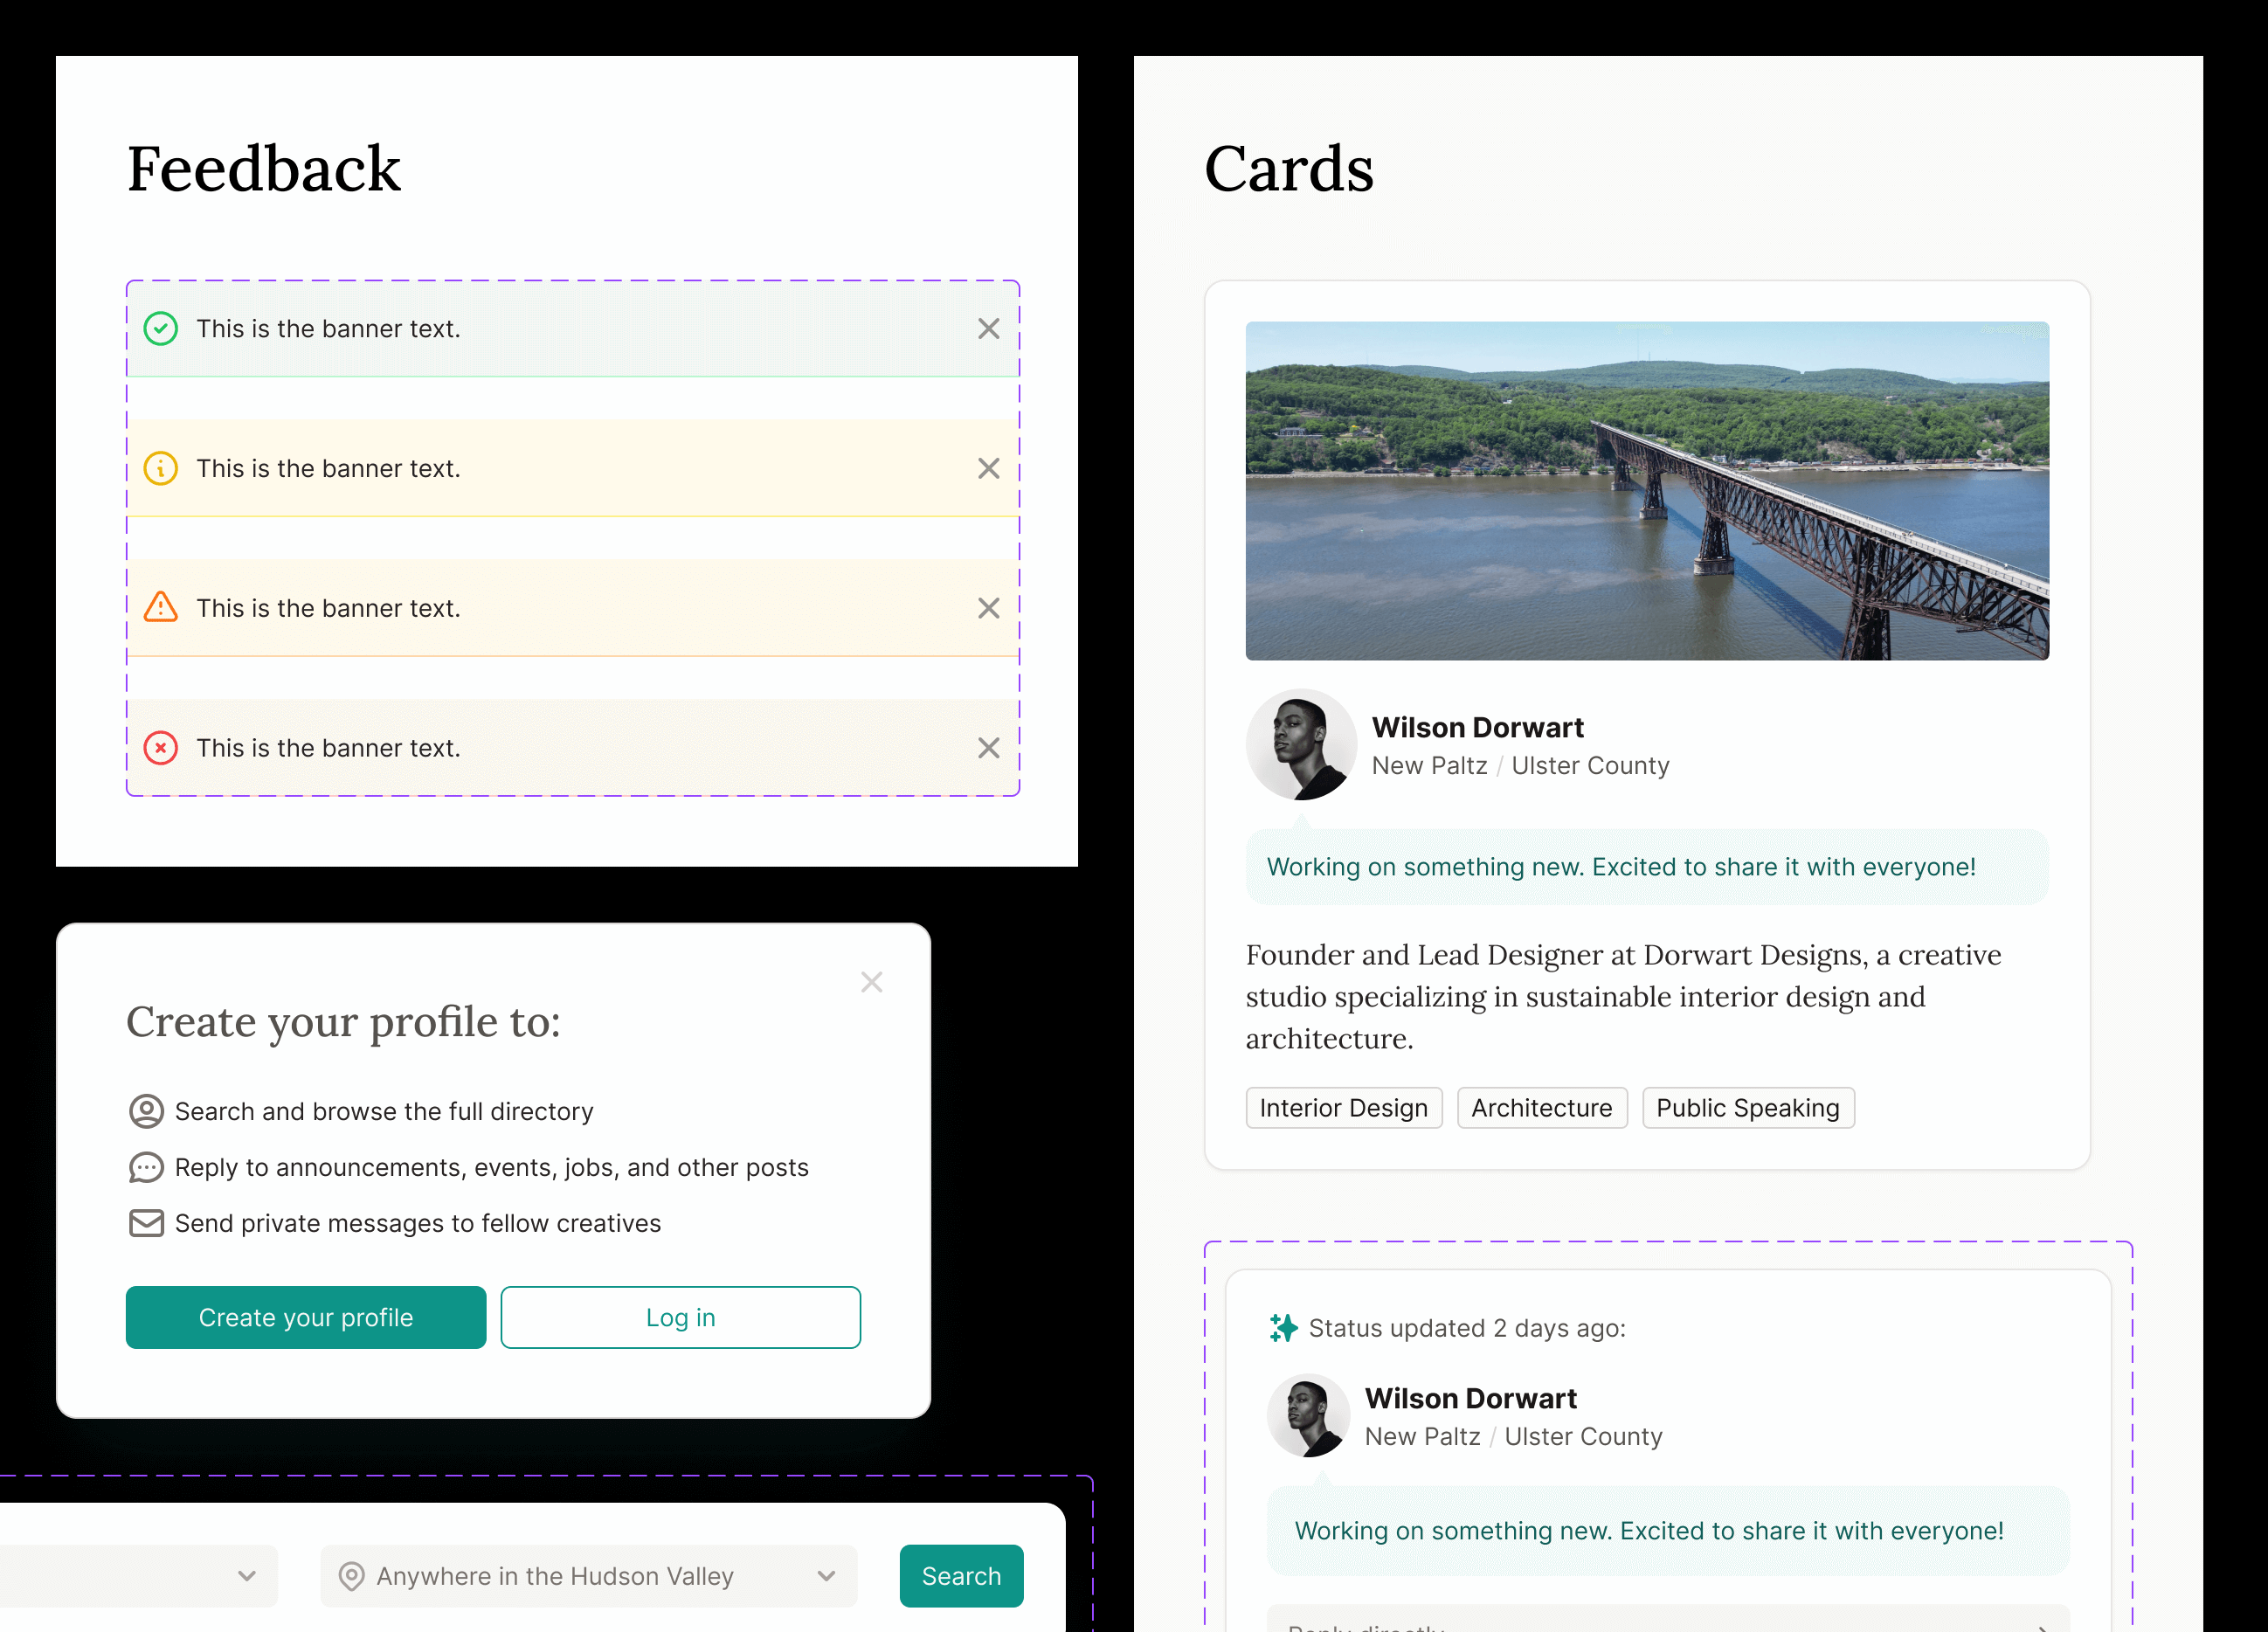 Feedback
This is the banner text.
This is the banner text.
This is the banner text.
This is the banner text.
Create your profile to:
Search and browse the full directory
Reply to announcements, events, jobs, and other posts
Send private messages to fellow creatives
Create your profile
Log in
Anywhere in the Hudson Valley
Search
Cards
Wilson Dorwart
New Paltz / Ulster County
Working on something new. Excited to share it with everyone!
Founder and Lead Designer at Dorwart Designs, a creative
studio specializing in sustainable interior design and
architecture.
Interior Design
Architecture
Public Speaking
Status updated 2 days ago:
Wilson Dorwart
New Paltz / Ulster County
Working on something new. Excited to share it with everyone!
Reply directly